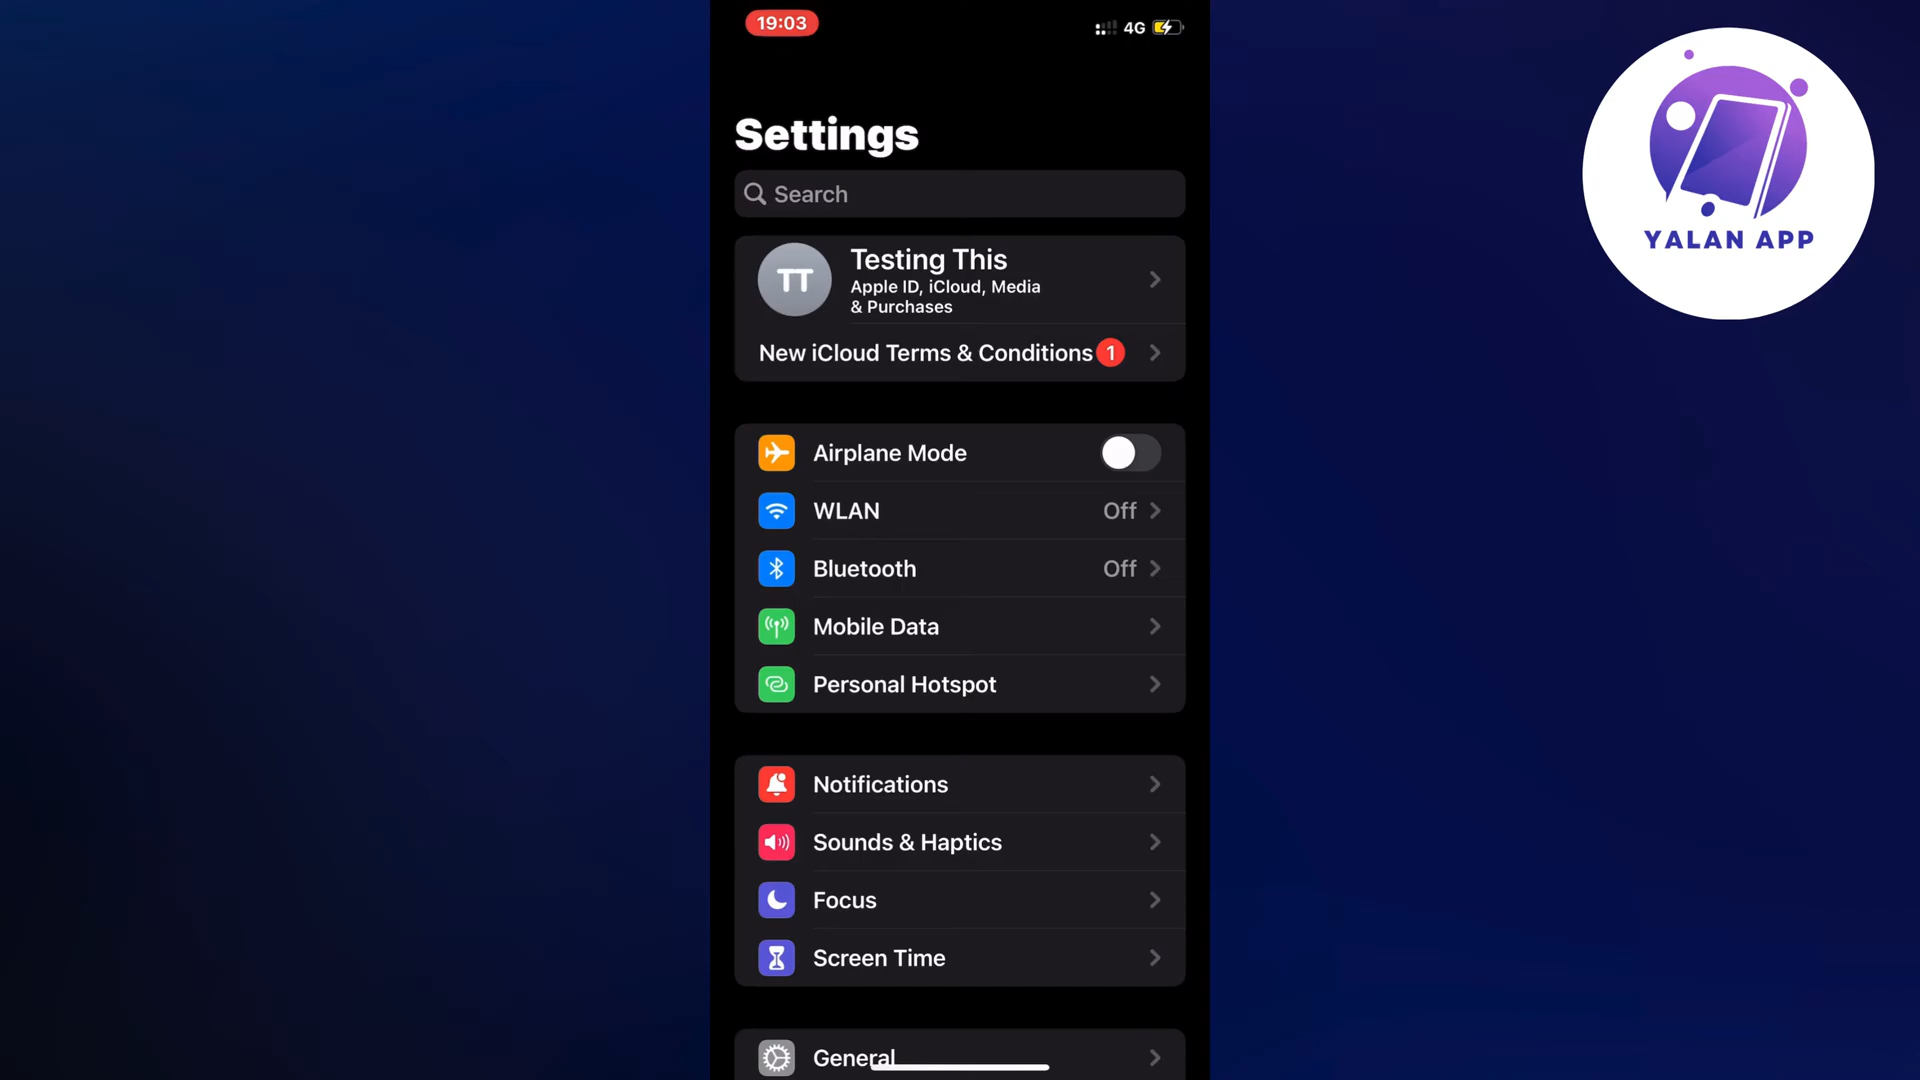 19:03
4G
Settings
Search
TT
Testing This
Apple ID, iCloud, Media
& Purchases
New iCloud Terms & Conditions 1
Airplane Mode
WLAN Off
Bluetooth Off
Mobile Data
Personal Hotspot
Notifications
Sounds & Haptics
Focus
Screen Time
General
YALAN APP